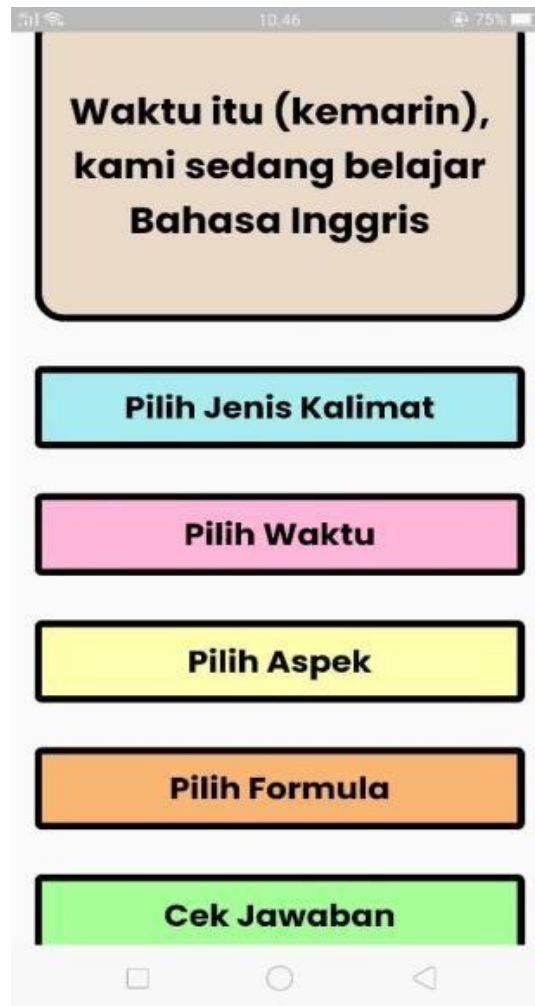 10.46
75%
Waktu itu (kemarin),
kami sedang belajar
Bahasa Inggris
Pilih Jenis Kalimat
Pilih Waktu
Pilih Aspek
Pilih Formula
Cek Jawaban